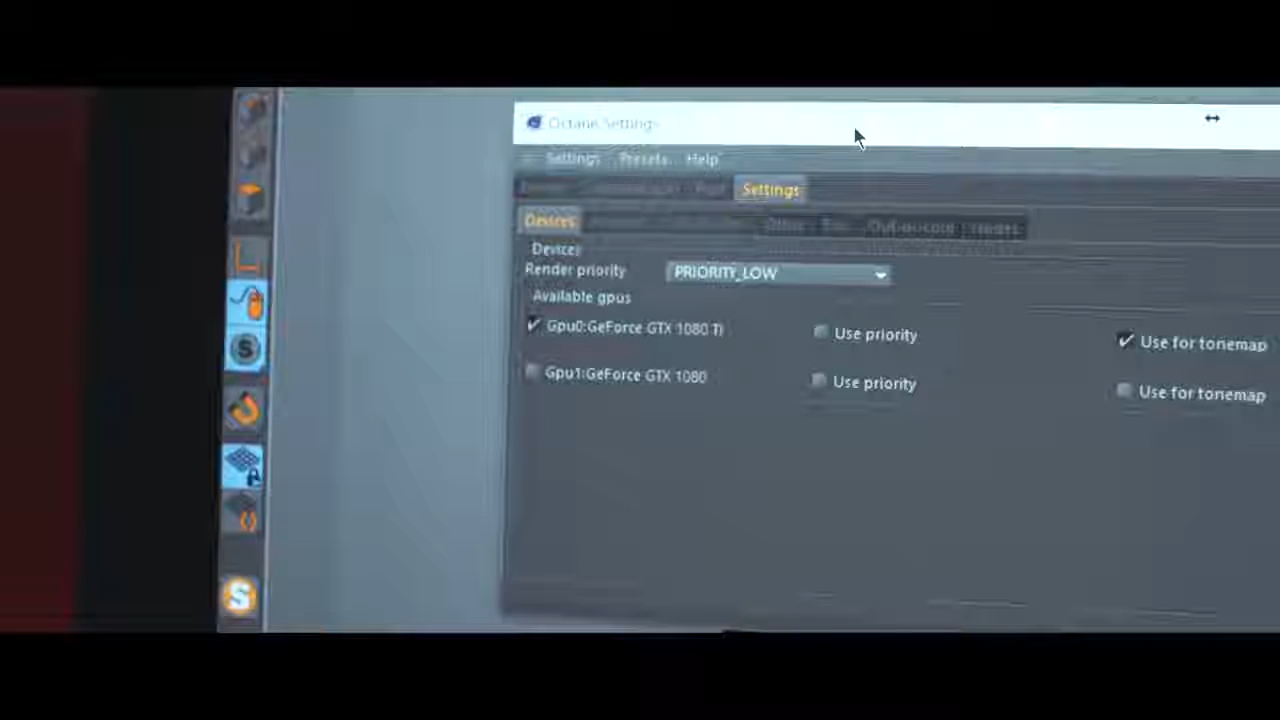 Octane Settings
Settings Presets Help
Settings
Devices
Devices
Render priority PRIORITY_LOW
Available gpus
Gpu0:GeForce GTX 1080 Ti Use priority Use for tonemap
Gpu1:GeForce GTX 1080 Use priority Use for tonemap
S
S